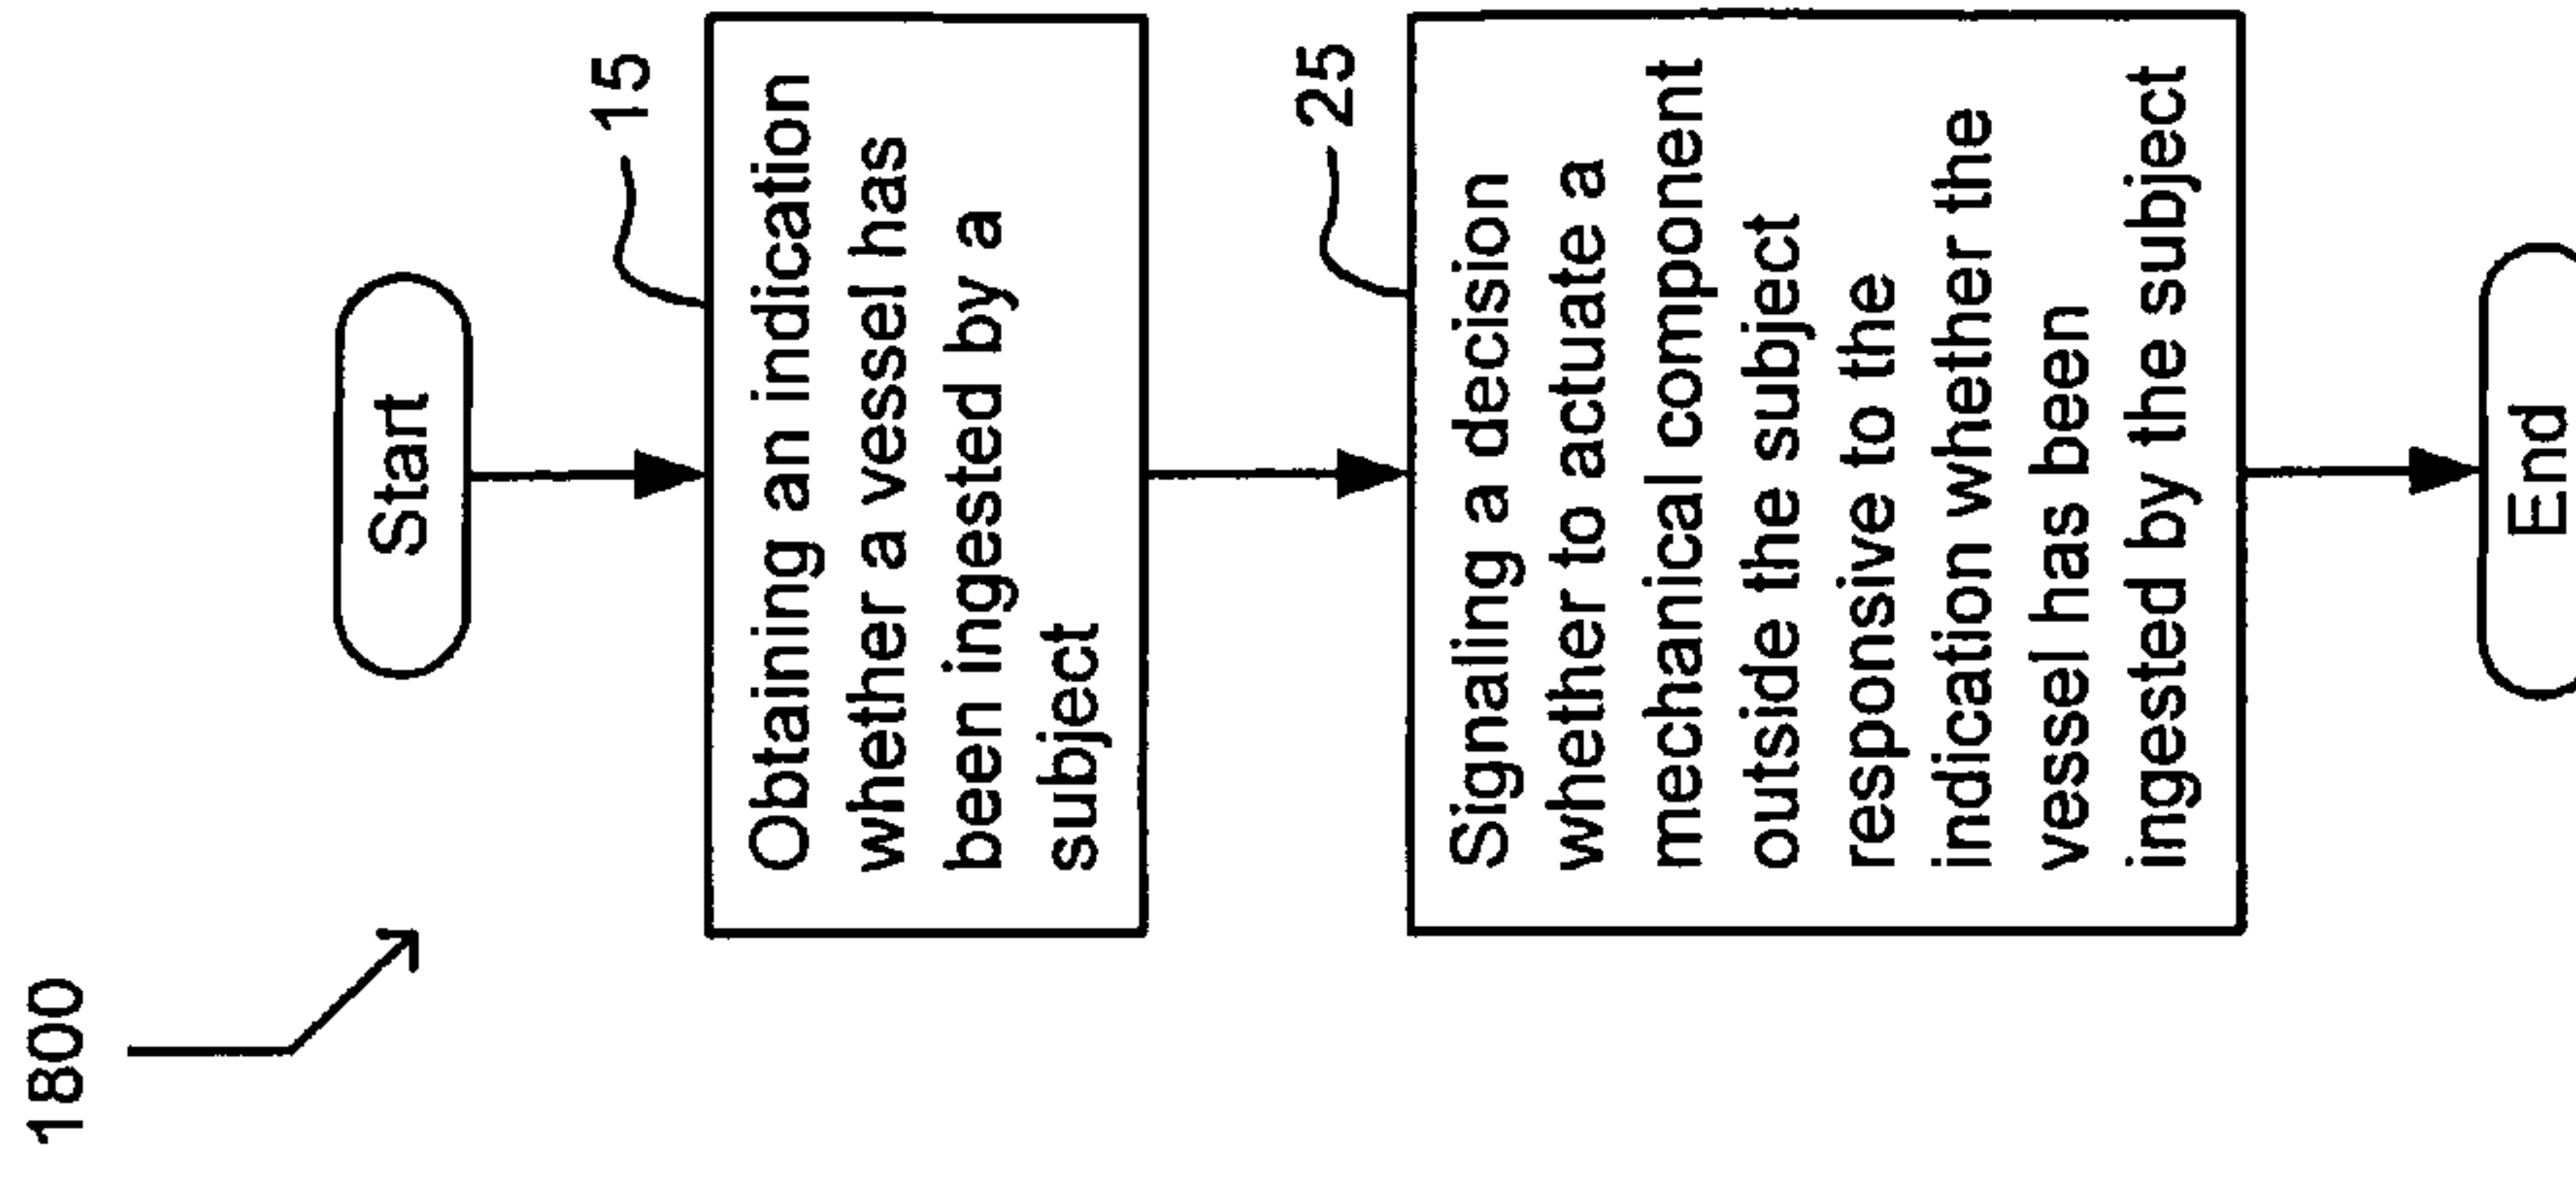 1800
Start
15
Obtaining an indication
whether a vessel has
been ingested by a
subject
25
Signaling a decision
whether to actuate a
mechanical component
outside the subject
responsive to the
indication whether the
vessel has been
ingested by the subject
End